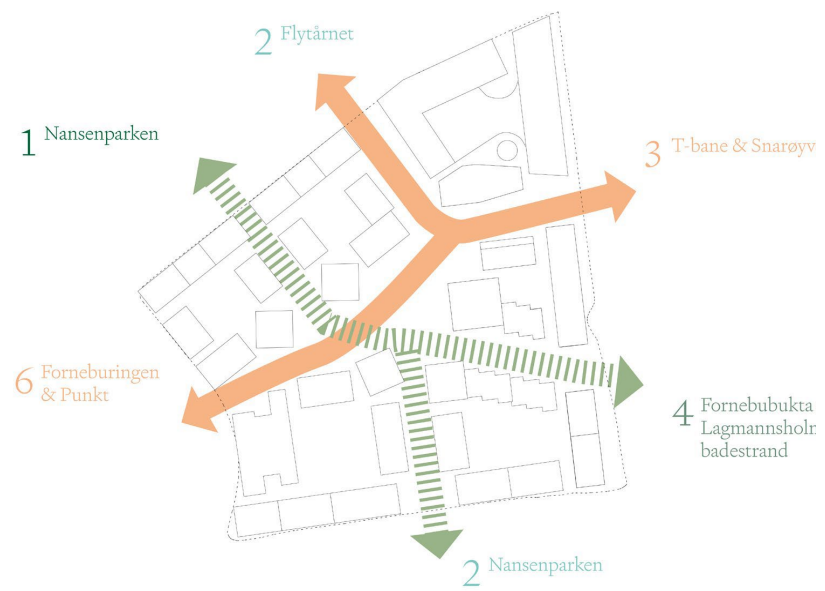 2 Flytårnet
1 Nansenparken
3 T-bane & Snarøyv
6 Forneburingen
& Punkt
4 Fornebubukta
Lagmannsholm
badestrand
2 Nansenparken